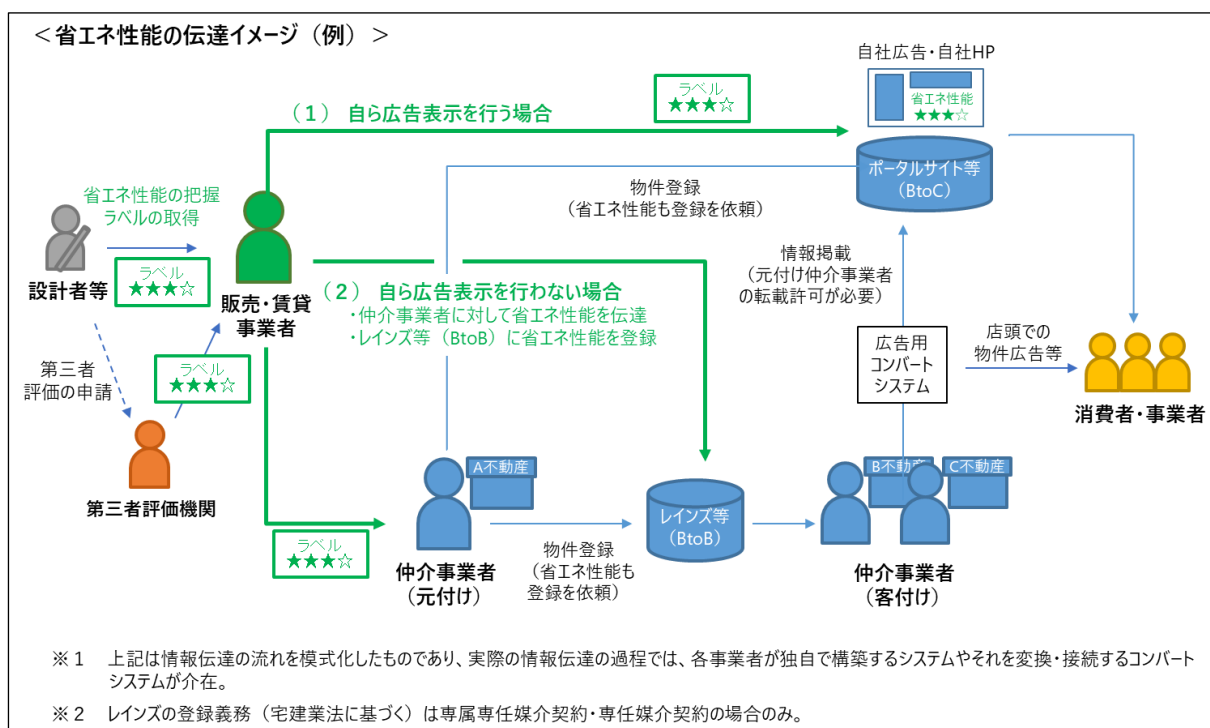 ＜省エネ性能の伝達イメージ（例）＞
自社広告・自社HP
ラベル
★★★☆
省エネ性能
★★★☆
（１） 自ら広告表示を行う場合
ポータルサイト等
（BtoC）
物件登録
（省エネ性能も登録を依頼）
省エネ性能の把握
ラベルの取得
ラベル
★★★☆
設計者等
販売・賃貸
事業者
（２） 自ら広告表示を行わない場合
・仲介事業者に対して省エネ性能を伝達
・レインズ等（BtoB）に省エネ性能を登録
情報掲載
（元付け仲介事業者
の転載許可が必要）
広告用
コンバート
システム
店頭での
物件広告等
消費者・事業者
第三者
評価の申請
ラベル
★★★☆
第三者評価機関
ラベル
★★★☆
A不動産
仲介事業者
（元付け）
物件登録
（省エネ性能も
登録を依頼）
レインズ等
（BtoB）
B不動産
C不動産
仲介事業者
（客付け）
※１ 上記は情報伝達の流れを模式化したものであり、実際の情報伝達の過程では、各事業者が独自で構築するシステムやそれを変換・接続するコンバート
システムが介在。
※２ レインズの登録義務（宅建業法に基づく）は専属専任媒介契約・専任媒介契約の場合のみ。